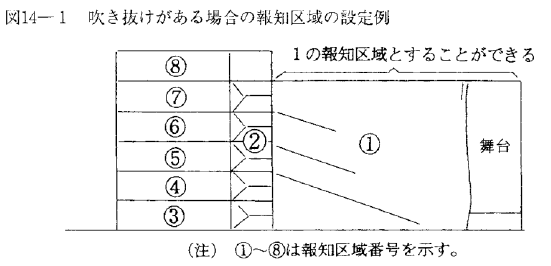 図14－1 吹き抜けがある場合の報知区域の設定例
1の報知区域とすることができる
⑧
⑦
⑥
⑤
④
③
②
①
舞台
(注) ①～⑧は報知区域番号を示す。